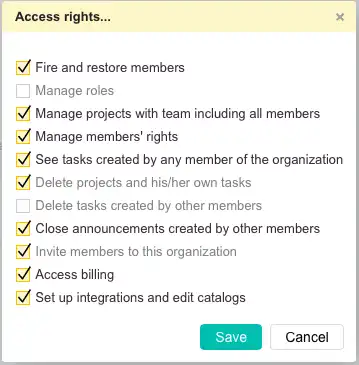 Access rights...
Fire and restore members
Manage roles
Manage projects with team including all members
Manage members' rights
See tasks created by any member of the organization
Delete projects and his/her own tasks
Delete tasks created by other members
Close announcements created by other members
Invite members to this organization
Access billing
Set up integrations and edit catalogs
Save Cancel